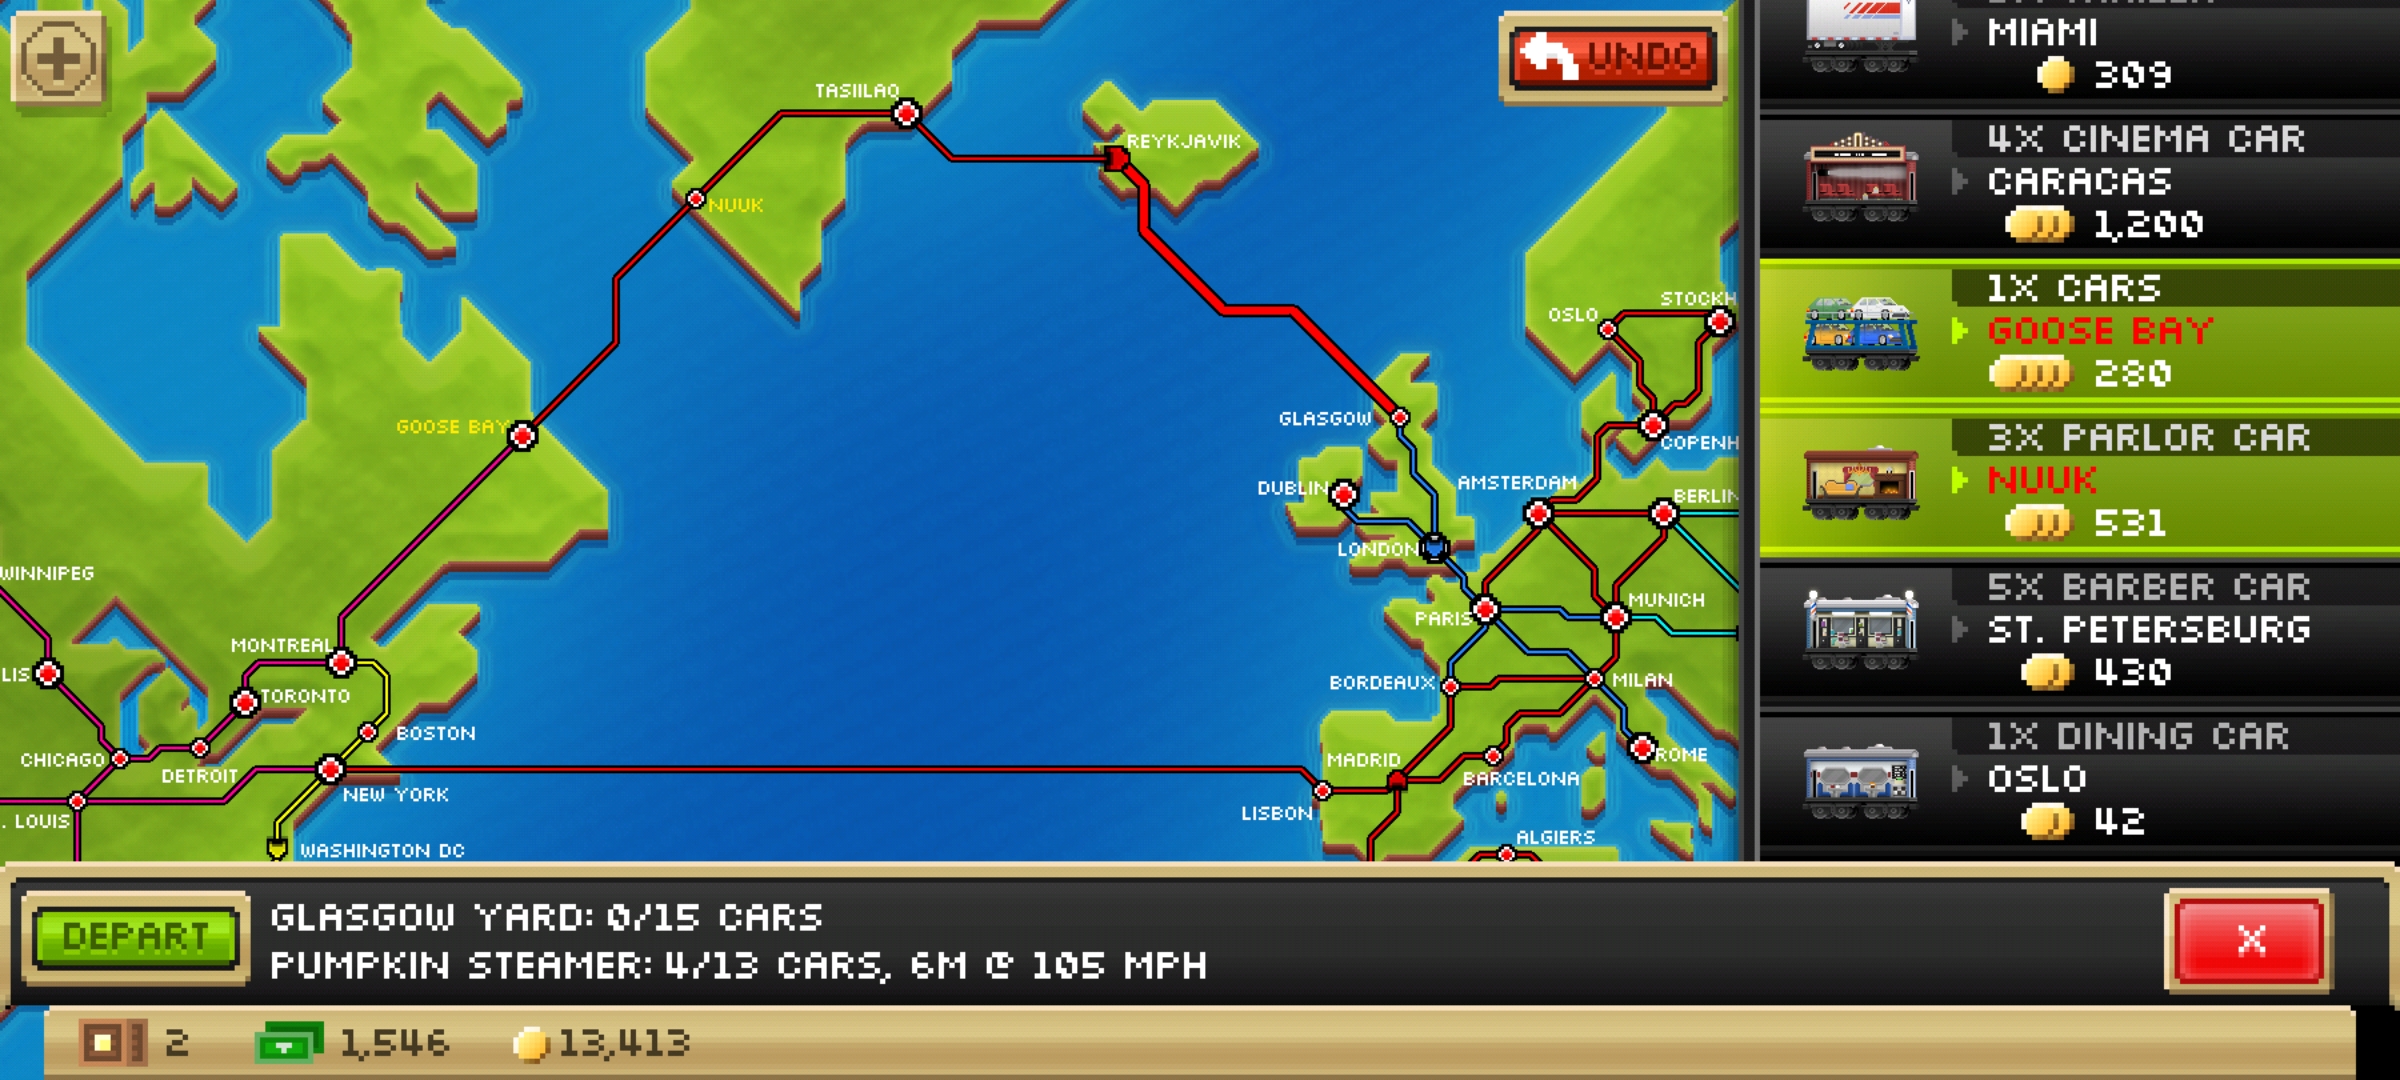 UNDO
TASIILAQ
REYKJAVIK
NUUK
OSLO
STOCKH
GOOSE BAY
GLASGOW
COPENH
DUBLIN
AMSTERDAM
BERLIN
LONDON
WINNIPEG
MUNICH
PARIS
MONTREAL
LIS
TORONTO
BORDEAUX
MILAN
BOSTON
CHICAGO
DETROIT
MADRID
ROME
BARCELONA
NEW YORK
LISBON
. LOUIS
WASHINGTON DC
ALGIERS
MIAMI
309
4X CINEMA CAR
CARACAS
1,200
1X CARS
GOOSE BAY
280
3X PARLOR CAR
NUUK
531
5X BARBER CAR
ST. PETERSBURG
430
1X DINING CAR
OSLO
42
DEPART
GLASGOW YARD: 0/15 CARS
PUMPKIN STEAMER: 4/13 CARS, 6M @ 105 MPH
X
2
1,546
13,413